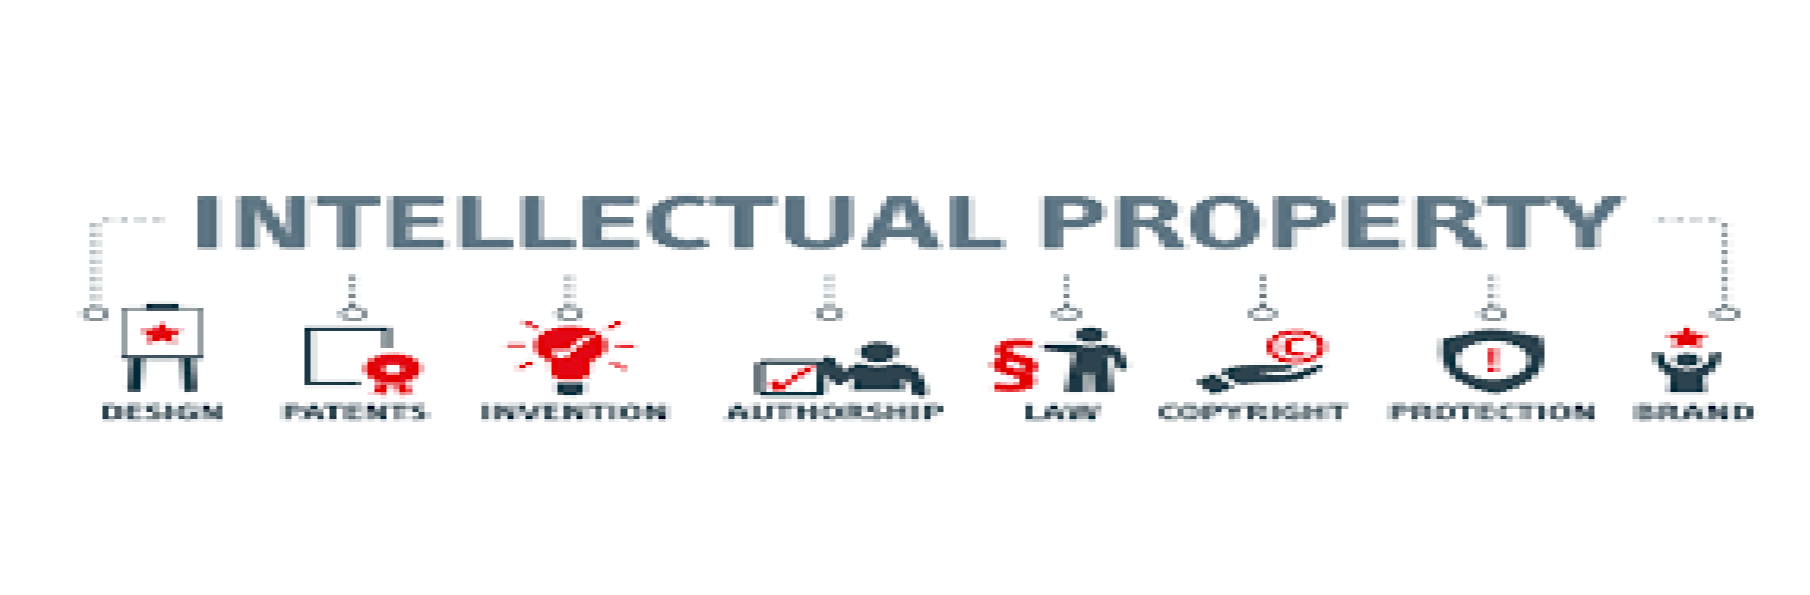 INTELLECTUAL PROPERTY
DESIGN PATENTS INVENTION AUTHORSHIP LAW COPYRIGHT PROTECTION BRAND